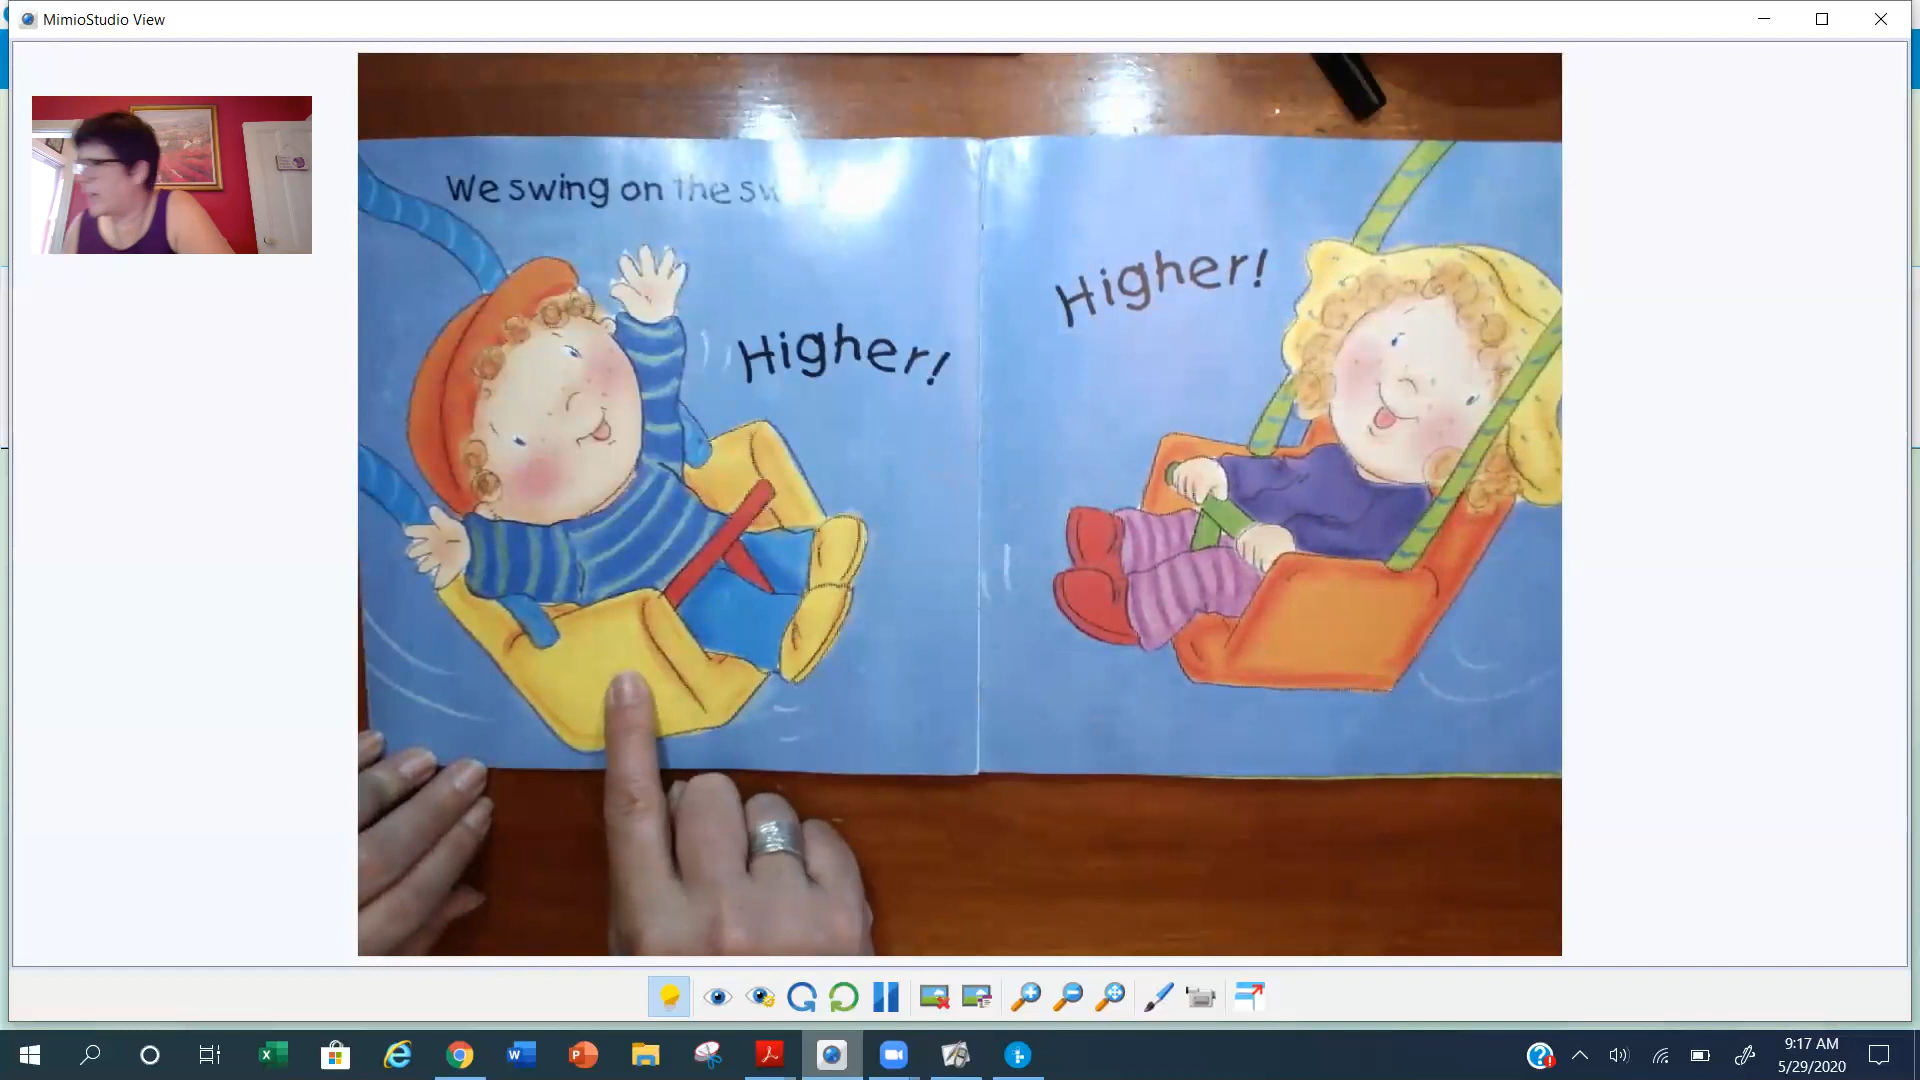 MimioStudio View
We swing on the
Higher!
Higher!
9:17 AM
5/29/2020